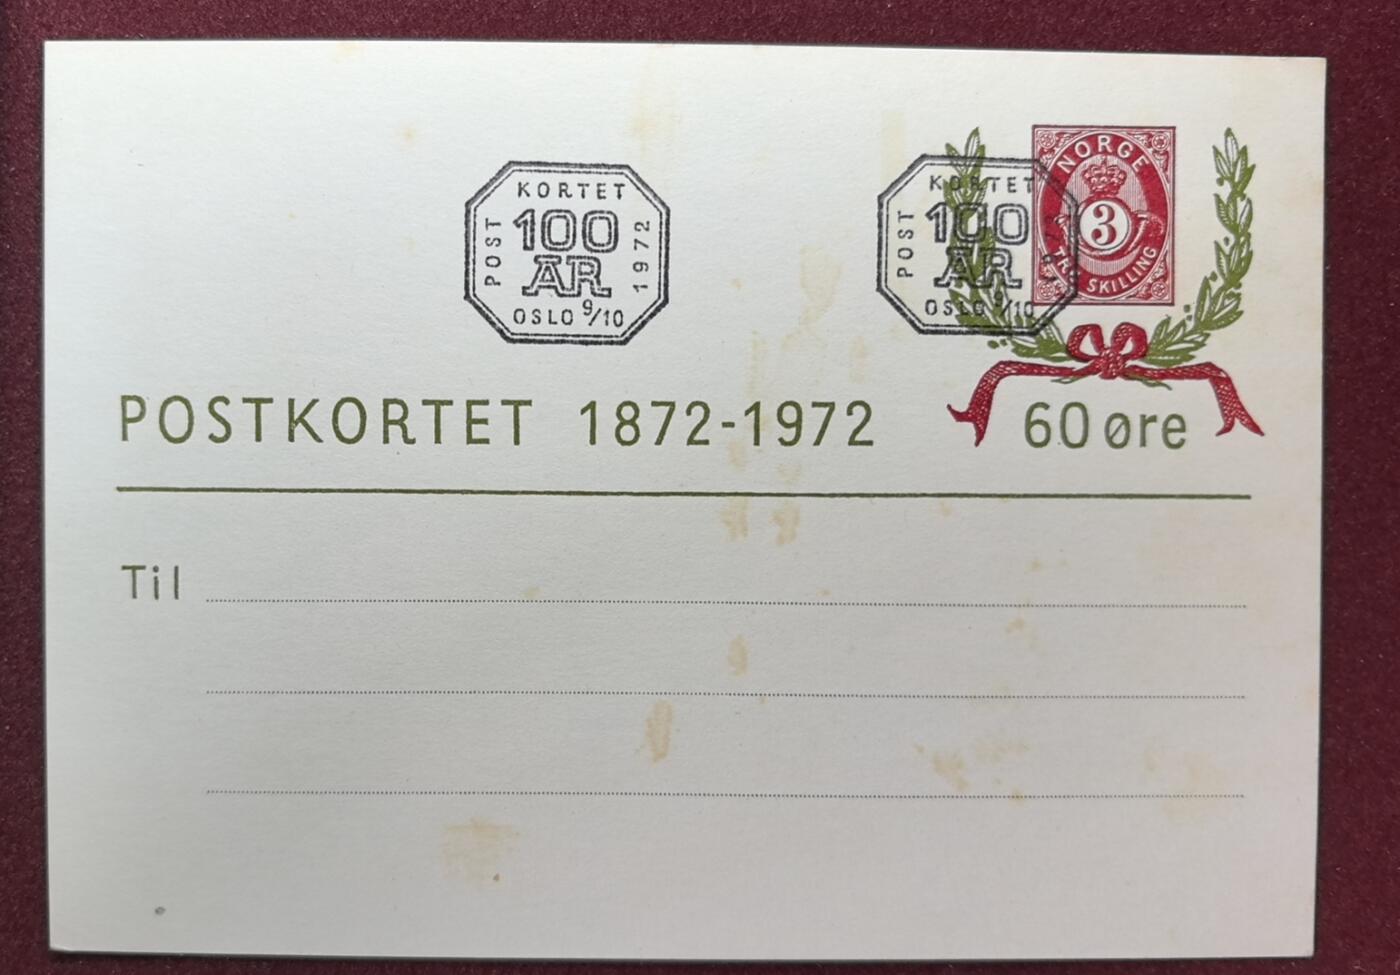 POST KORTET 1972
100
ÅR
OSLO 9/10
POST KORTET 1972
100
ÅR
OSLO 9/10
NORGE
3
TRE SKILLING
POSTKORTET 1872-1972
60 øre
Til